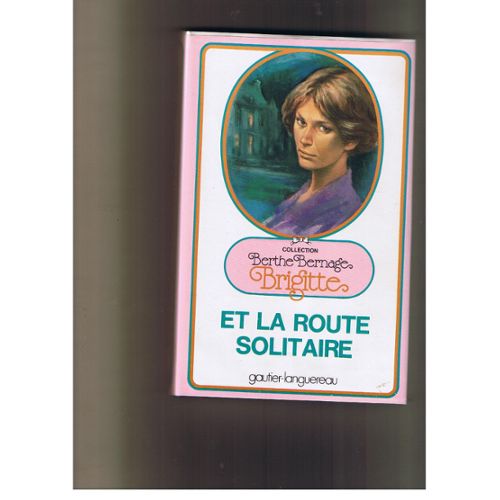 COLLECTION
Berthe Bernage
Brigitte
ET LA ROUTE
SOLITAIRE
gautier-languereau